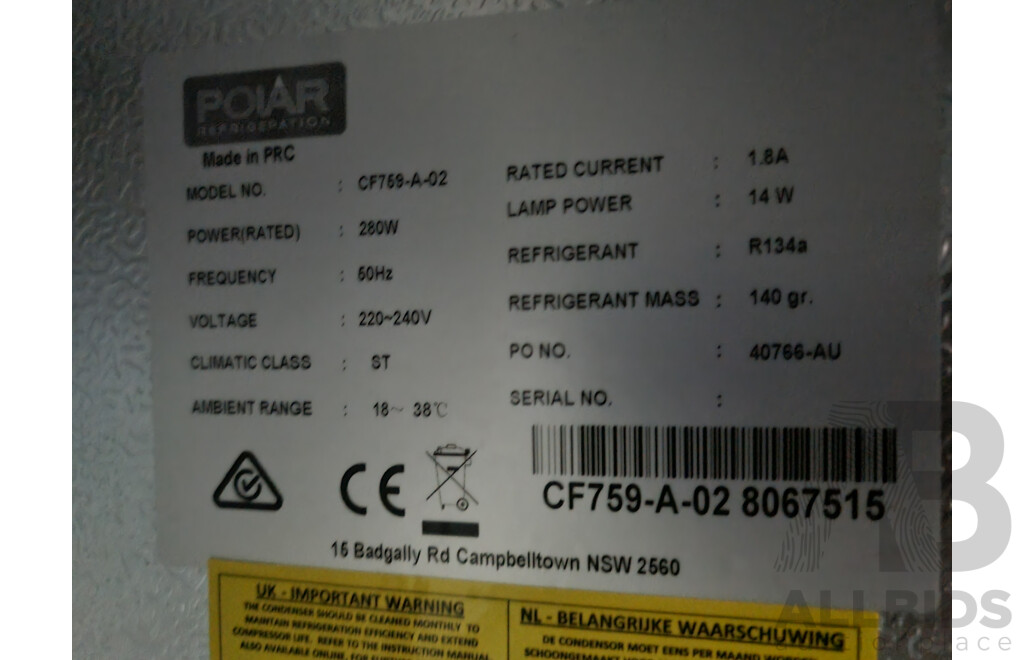 POLAR
REFRIGERATION
Made in PRC
MODEL NO. : CF759-A-02
POWER(RATED) : 280W
FREQUENCY : 50Hz
VOLTAGE : 220~240V
CLIMATIC CLASS : ST
AMBIENT RANGE : 18~ 38℃
RATED CURRENT : 1.8A
LAMP POWER : 14 W
REFRIGERANT : R134a
REFRIGERANT MASS : 140 gr.
PO NO. : 40766-AU
SERIAL NO. :
CF759-A-02 8067515
CE
15 Badgally Rd Campbelltown NSW 2560
UK - IMPORTANT WARNING
THE CONDENSER SHOULD BE CLEANED MONTHLY TO
MAINTAIN REFRIGERATION EFFICIENCY AND EXTEND
COMPRESSOR LIFE. REFER TO THE INSTRUCTION MANUAL
ALSO AVAILABLE ONLINE.
NL - BELANGRIJKE WAARSCHUWING
DE CONDENSOR MOET EENS PER MAAND
SCHOONGEMAAKT
B
ALLBIDS